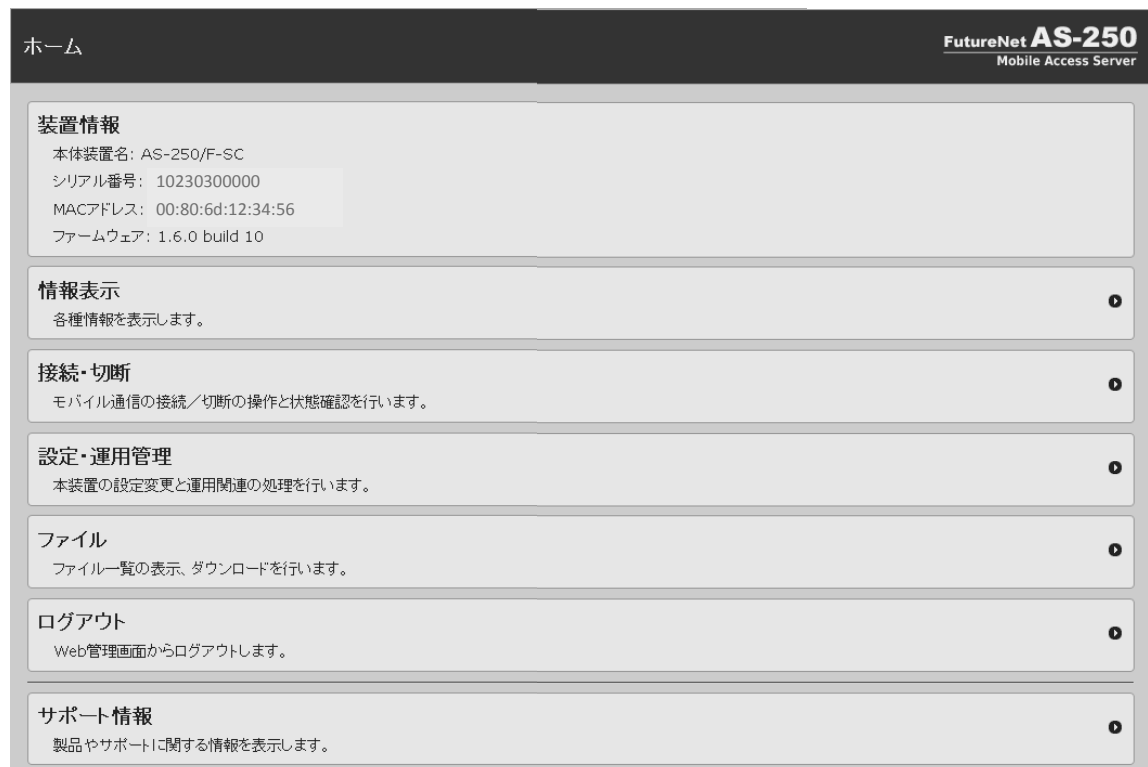 ホーム
FutureNet AS-250
Mobile Access Server
装置情報
本体装置名: AS-250/F-SC
シリアル番号: 10230300000
MACアドレス: 00:80:6d:12:34:56
ファームウェア: 1.6.0 build 10
情報表示
各種情報を表示します。
接続・切断
モバイル通信の接続／切断の操作と状態確認を行います。
設定・運用管理
本装置の設定変更と運用関連の処理を行います。
ファイル
ファイル一覧の表示、ダウンロードを行います。
ログアウト
Web管理画面からログアウトします。
サポート情報
製品やサポートに関する情報を表示します。